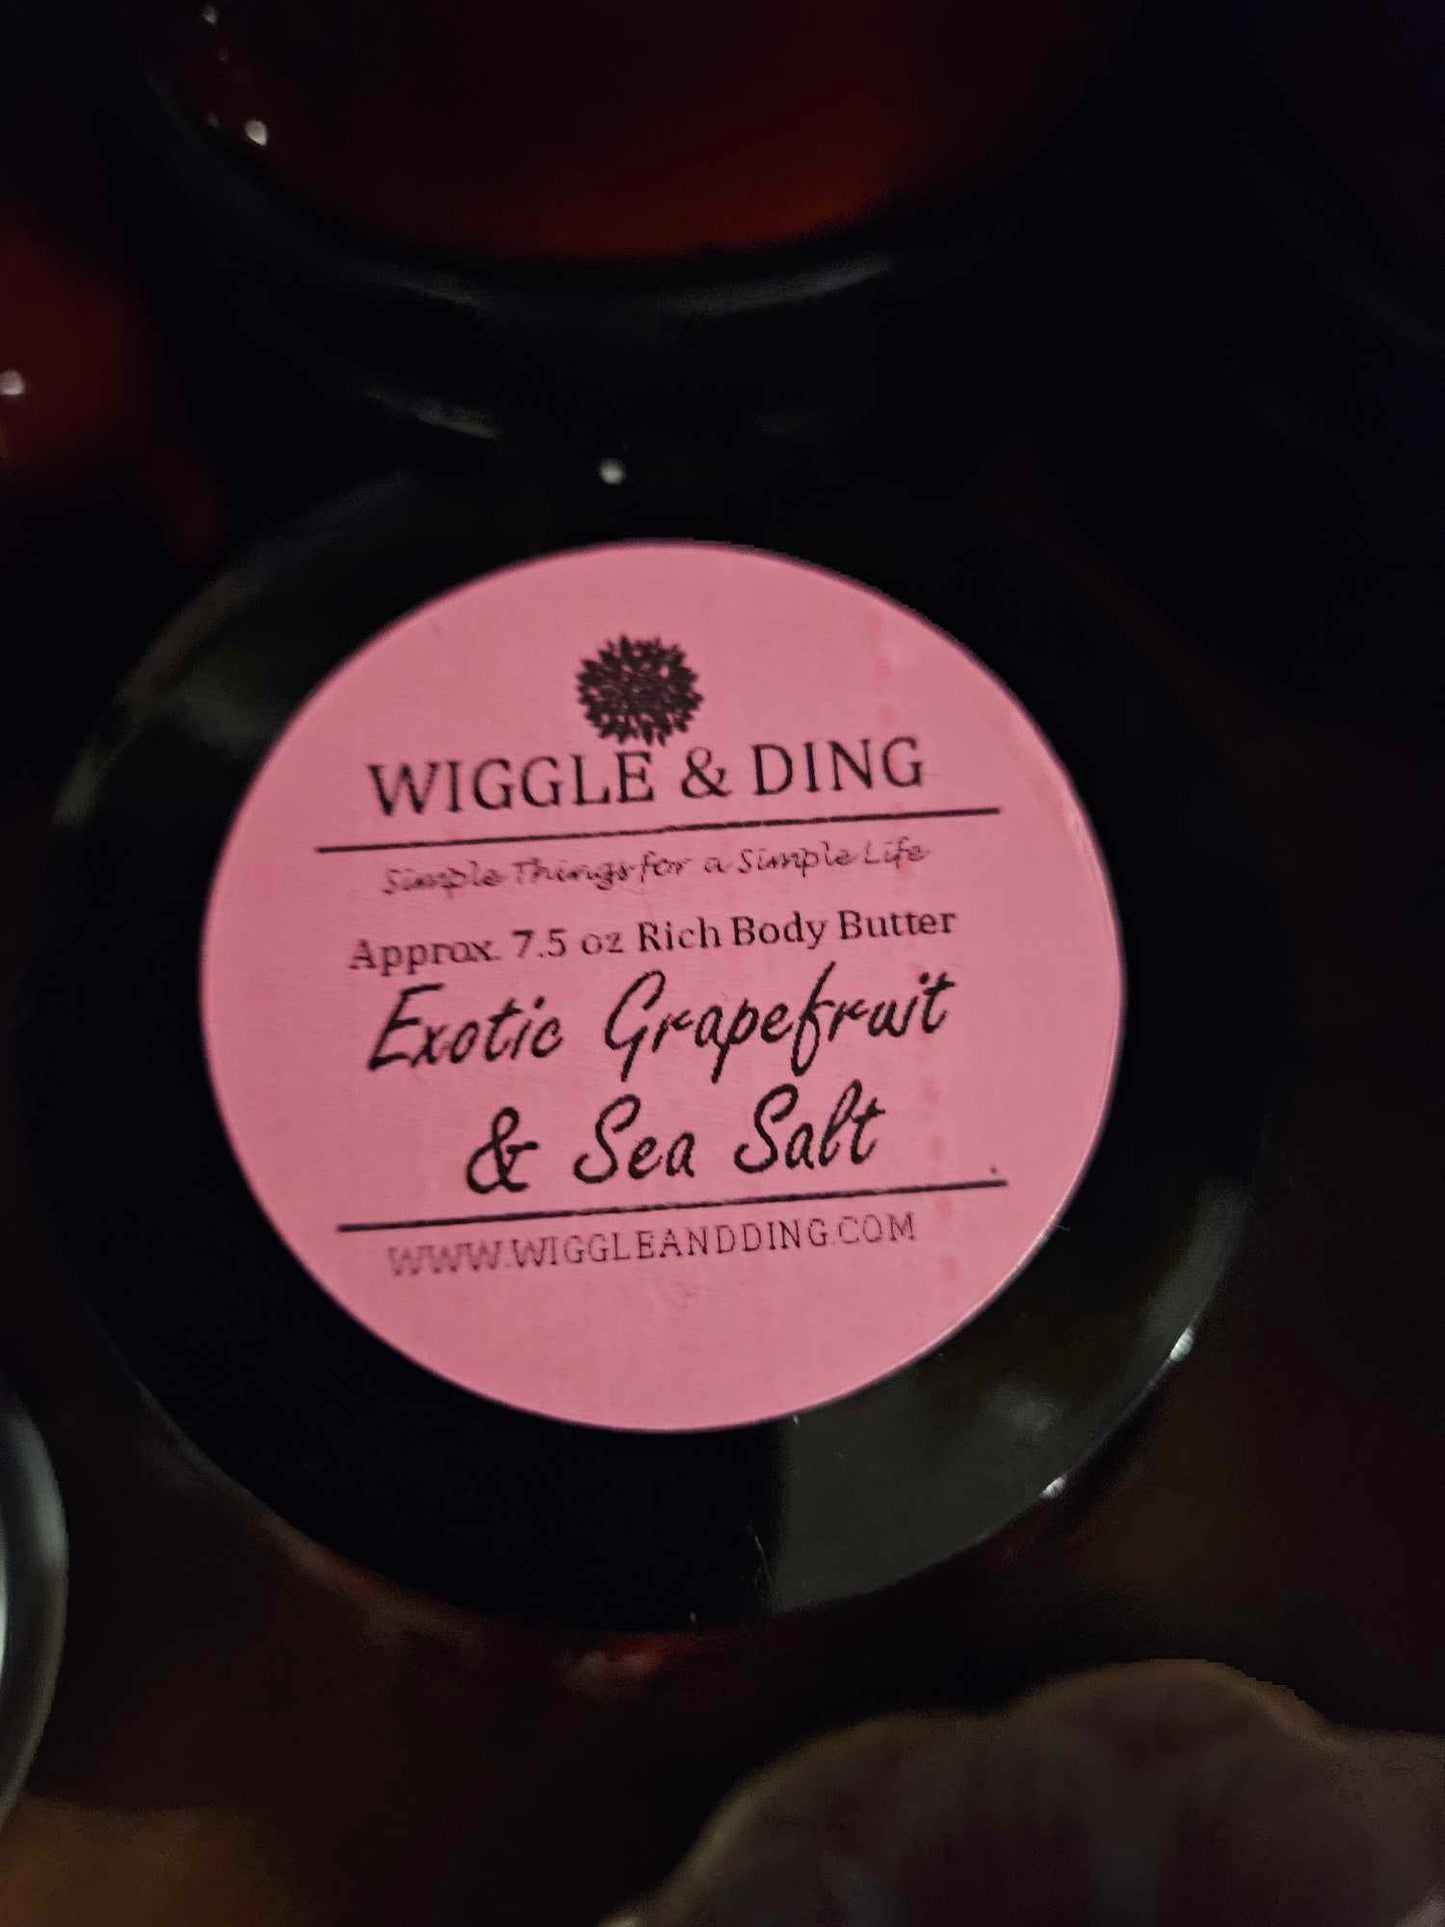 WIGGLE & DING
Simple Things for a Simple Life
Approx. 7.5 oz Rich Body Butter
Exotic Grapefruit
& Sea Salt
WWW.WIGGLEANDDING.COM